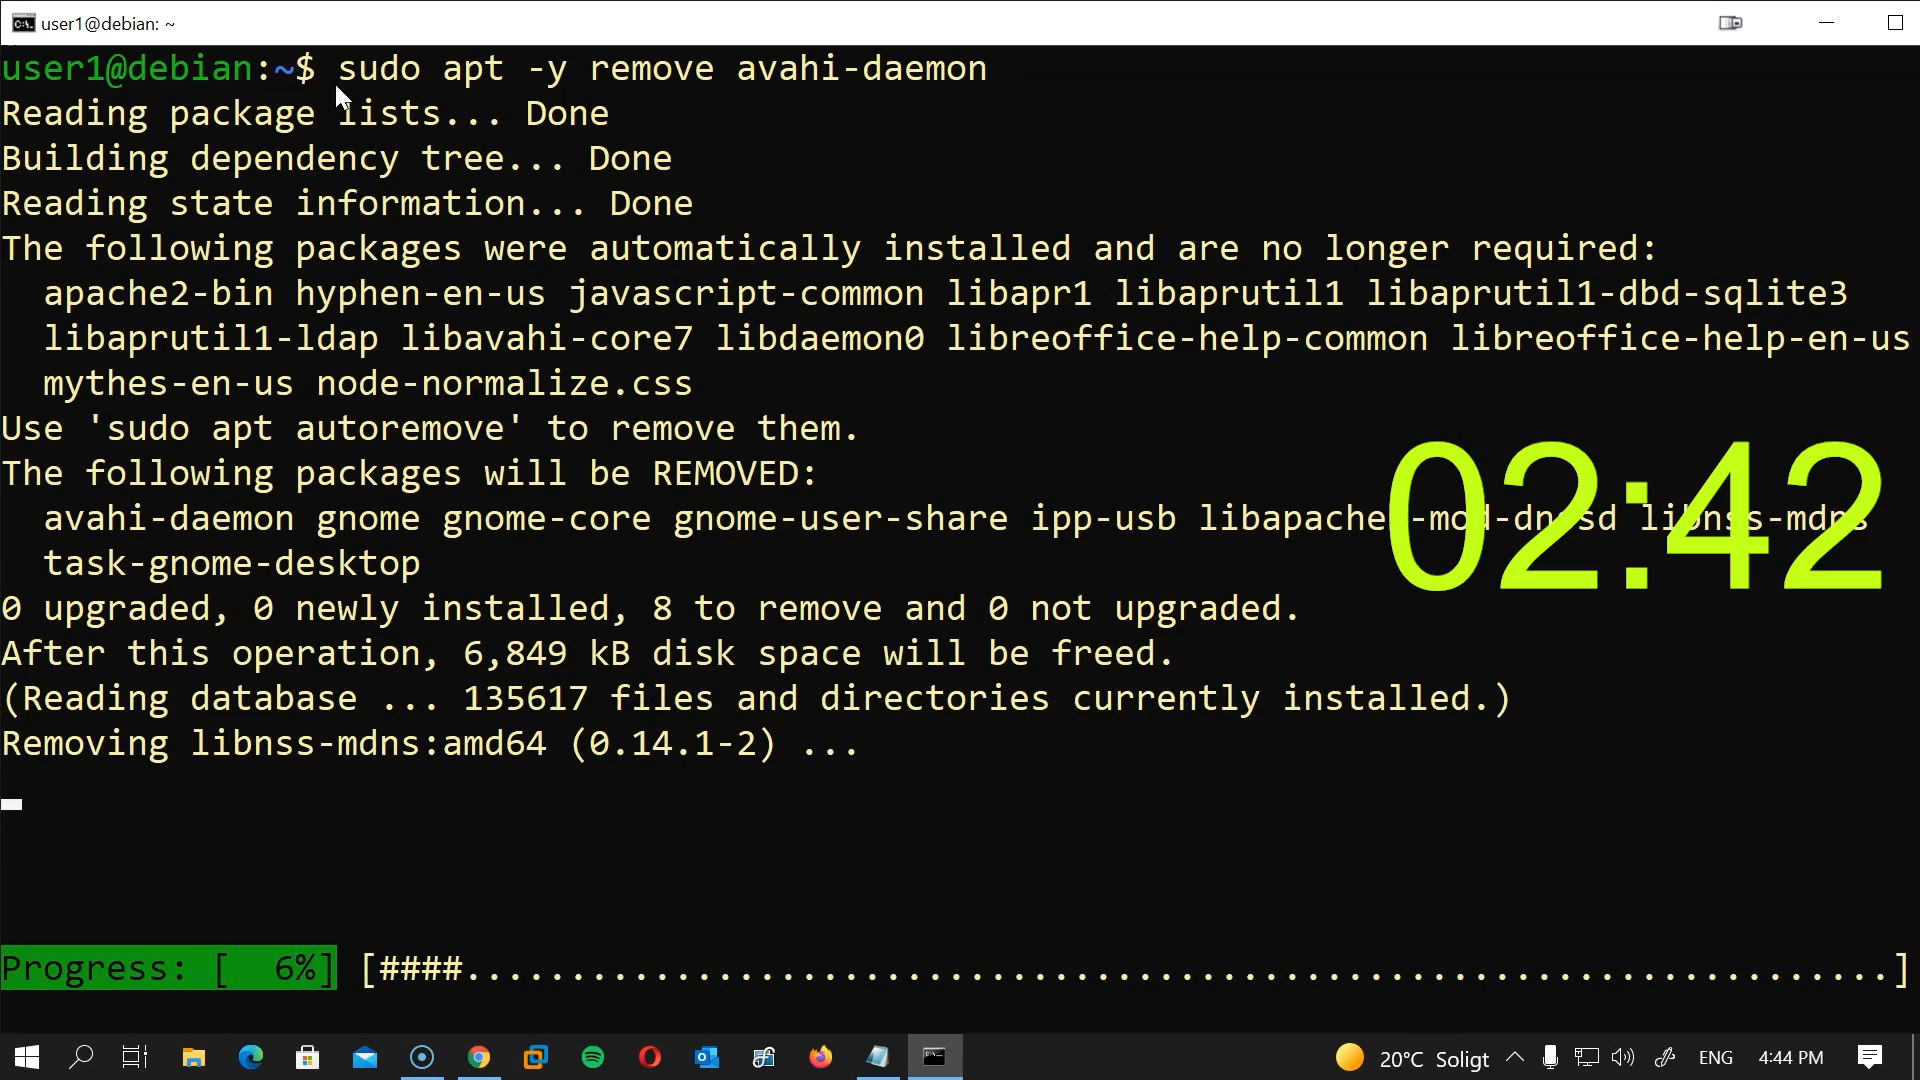 user1@debian: ~
user1@debian:~$ sudo apt -y remove avahi-daemon
Reading package lists... Done
Building dependency tree... Done
Reading state information... Done
The following packages were automatically installed and are no longer required:
  apache2-bin hyphen-en-us javascript-common libapr1 libaprutil1 libaprutil1-dbd-sqlite3
  libaprutil1-ldap libavahi-core7 libdaemon0 libreoffice-help-common libreoffice-help-en-us
  mythes-en-us node-normalize.css
Use 'sudo apt autoremove' to remove them.
The following packages will be REMOVED:
  avahi-daemon gnome gnome-core gnome-user-share ipp-usb libapache2-mod-dnssd libnss-mdns
  task-gnome-desktop
02:42
0 upgraded, 0 newly installed, 8 to remove and 0 not upgraded.
After this operation, 6,849 kB disk space will be freed.
(Reading database ... 135617 files and directories currently installed.)
Removing libnss-mdns:amd64 (0.14.1-2) ...
Progress: [  6%] [####....................................................................]
20°C Soligt ENG 4:44 PM